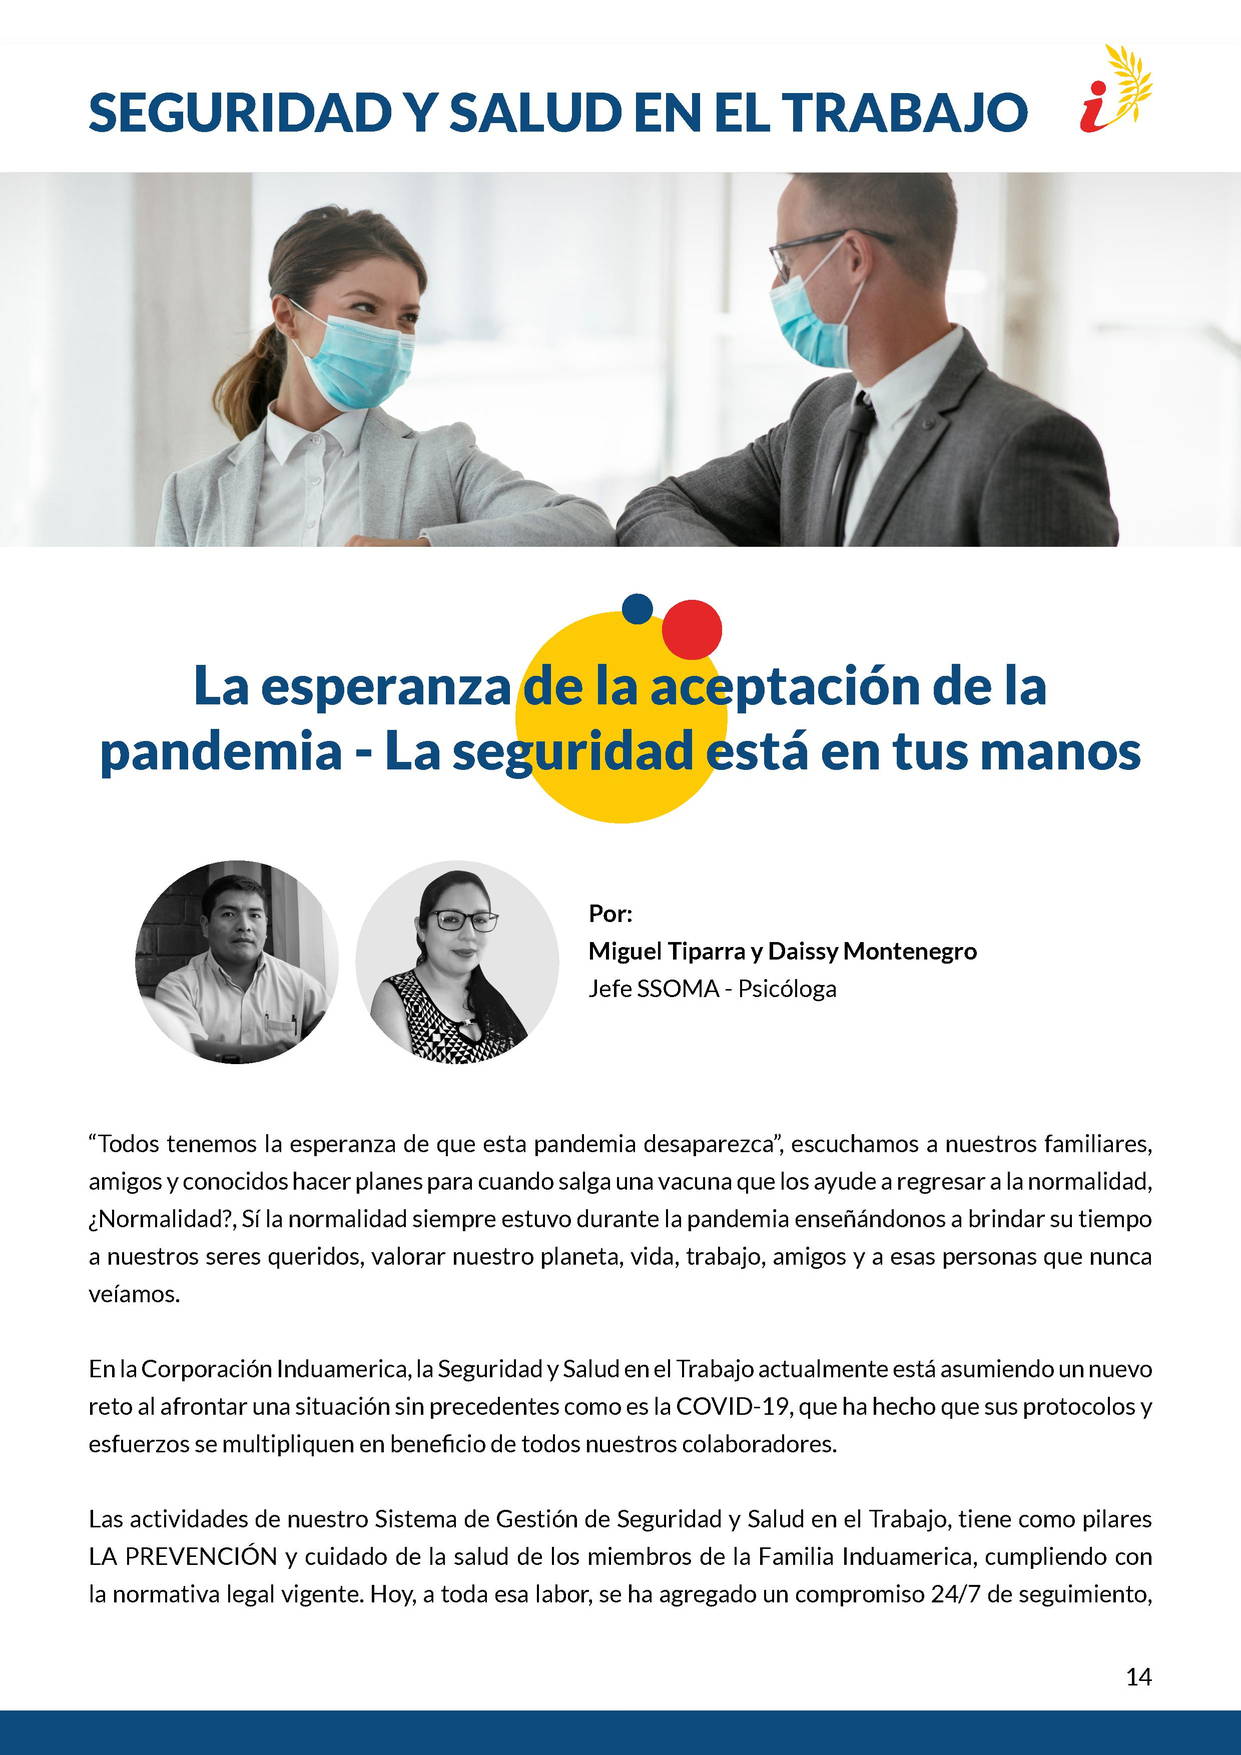 SEGURIDAD Y SALUD EN EL TRABAJO
La esperanza de la aceptación de la
pandemia - La seguridad está en tus manos
Por:
Miguel Tiparra y Daissy Montenegro
Jefe SSOMA - Psicóloga
“Todos tenemos la esperanza de que esta pandemia desaparezca”, escuchamos a nuestros familiares,
amigos y conocidos hacer planes para cuando salga una vacuna que los ayude a regresar a la normalidad,
¿Normalidad?, Sí la normalidad siempre estuvo durante la pandemia enseñándonos a brindar su tiempo
a nuestros seres queridos, valorar nuestro planeta, vida, trabajo, amigos y a esas personas que nunca
veíamos.
En la Corporación Induamerica, la Seguridad y Salud en el Trabajo actualmente está asumiendo un nuevo
reto al afrontar una situación sin precedentes como es la COVID-19, que ha hecho que sus protocolos y
esfuerzos se multipliquen en beneficio de todos nuestros colaboradores.
Las actividades de nuestro Sistema de Gestión de Seguridad y Salud en el Trabajo, tiene como pilares
LA PREVENCIÓN y cuidado de la salud de los miembros de la Familia Induamerica, cumpliendo con
la normativa legal vigente. Hoy, a toda esa labor, se ha agregado un compromiso 24/7 de seguimiento,
14